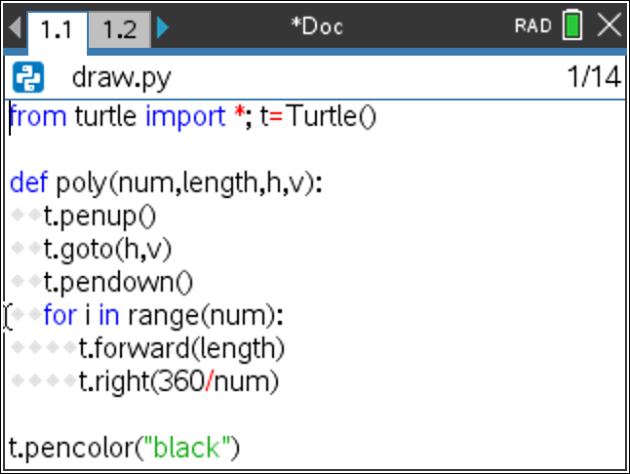 1.1 1.2 *Doc RAD
draw.py 1/14
from turtle import *; t=Turtle()
def poly(num,length,h,v):
t.penup()
t.goto(h,v)
t.pendown()
for i in range(num):
t.forward(length)
t.right(360/num)
t.pencolor("black")